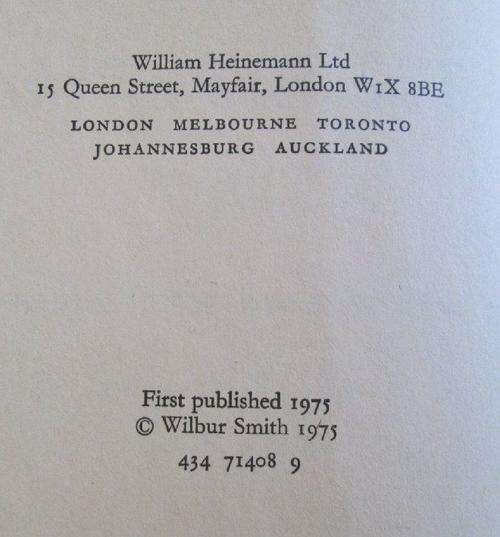 William Heinemann Ltd
15 Queen Street, Mayfair, London W1X 8BE
LONDON MELBOURNE TORONTO
JOHANNESBURG AUCKLAND
First published 1975
© Wilbur Smith 1975
434 71408 9